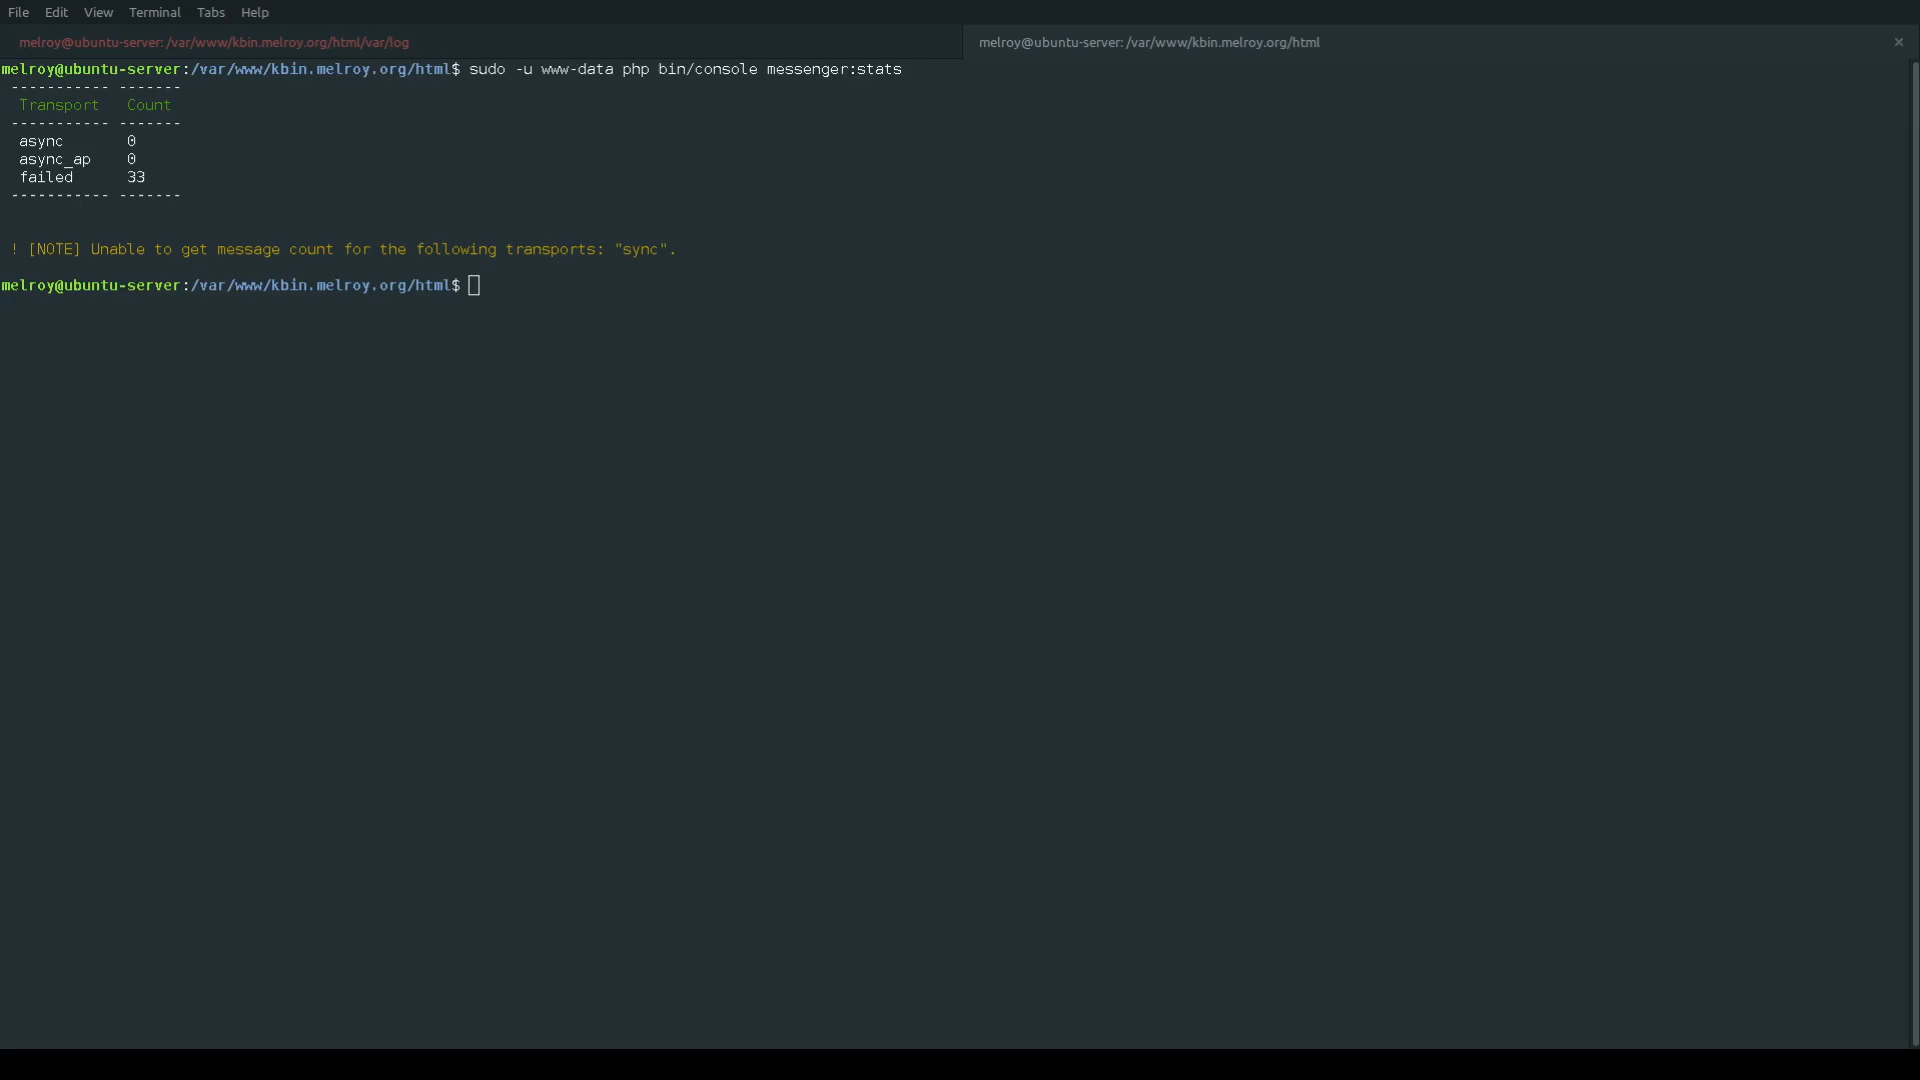 File Edit View Terminal Tabs Help
melroy@ubuntu-server: /var/www/kbin.melroy.org/html/var/log
melroy@ubuntu-server: /var/www/kbin.melroy.org/html ×
melroy@ubuntu-server:/var/www/kbin.melroy.org/html$ sudo -u www-data php bin/console messenger:stats
----------- -------
Transport Count
----------- -------
async 0
async_ap 0
failed 33
----------- -------
! [NOTE] Unable to get message count for the following transports: "sync".
melroy@ubuntu-server:/var/www/kbin.melroy.org/html$